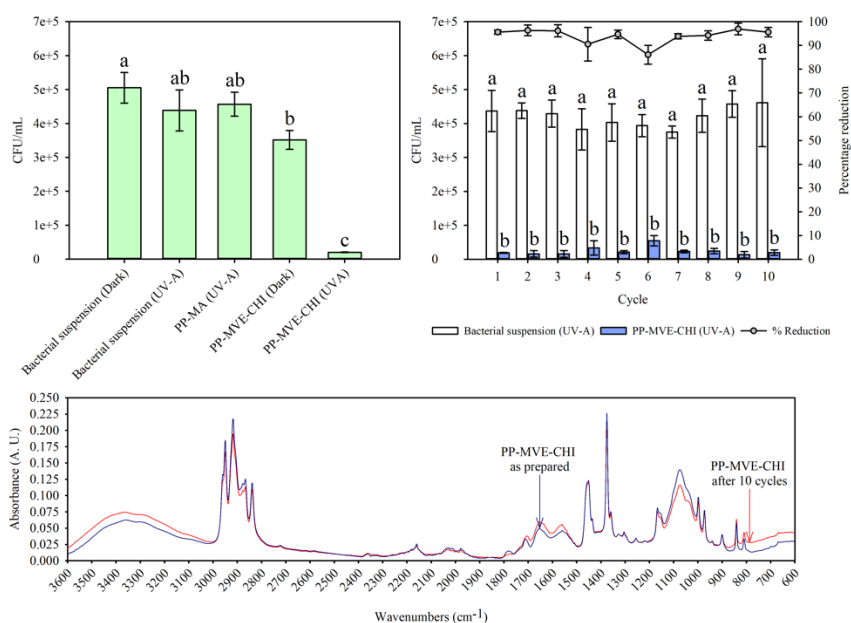 7e+5
6e+5
5e+5
4e+5
3e+5
2e+5
1e+5
0
CFU/mL
a
ab
ab
b
c
Bacterial suspension (Dark)
Bacterial suspension (UV-A)
PP-MA (UV-A)
PP-MVE-CHI (Dark)
PP-MVE-CHI (UVA)
7e+5
6e+5
5e+5
4e+5
3e+5
2e+5
1e+5
0
CFU/mL
100
90
80
70
60
50
40
30
20
10
0
Percentage reduction
a a a a a a a a a a
b b b b b b b b b b
1 2 3 4 5 6 7 8 9 10
Cycle
Bacterial suspension (UV-A) PP-MVE-CHI (UV-A) % Reduction
0.250
0.225
0.200
0.175
0.150
0.125
0.100
0.075
0.050
0.025
0.000
Absorbance (A. U.)
PP-MVE-CHI
as prepared
PP-MVE-CHI
after 10 cycles
3600 3500 3400 3300 3200 3100 3000 2900 2800 2700 2600 2500 2400 2300 2200 2100 2000 1900 1800 1700 1600 1500 1400 1300 1200 1100 1000 900 800 700 600
Wavenumbers (cm-1)